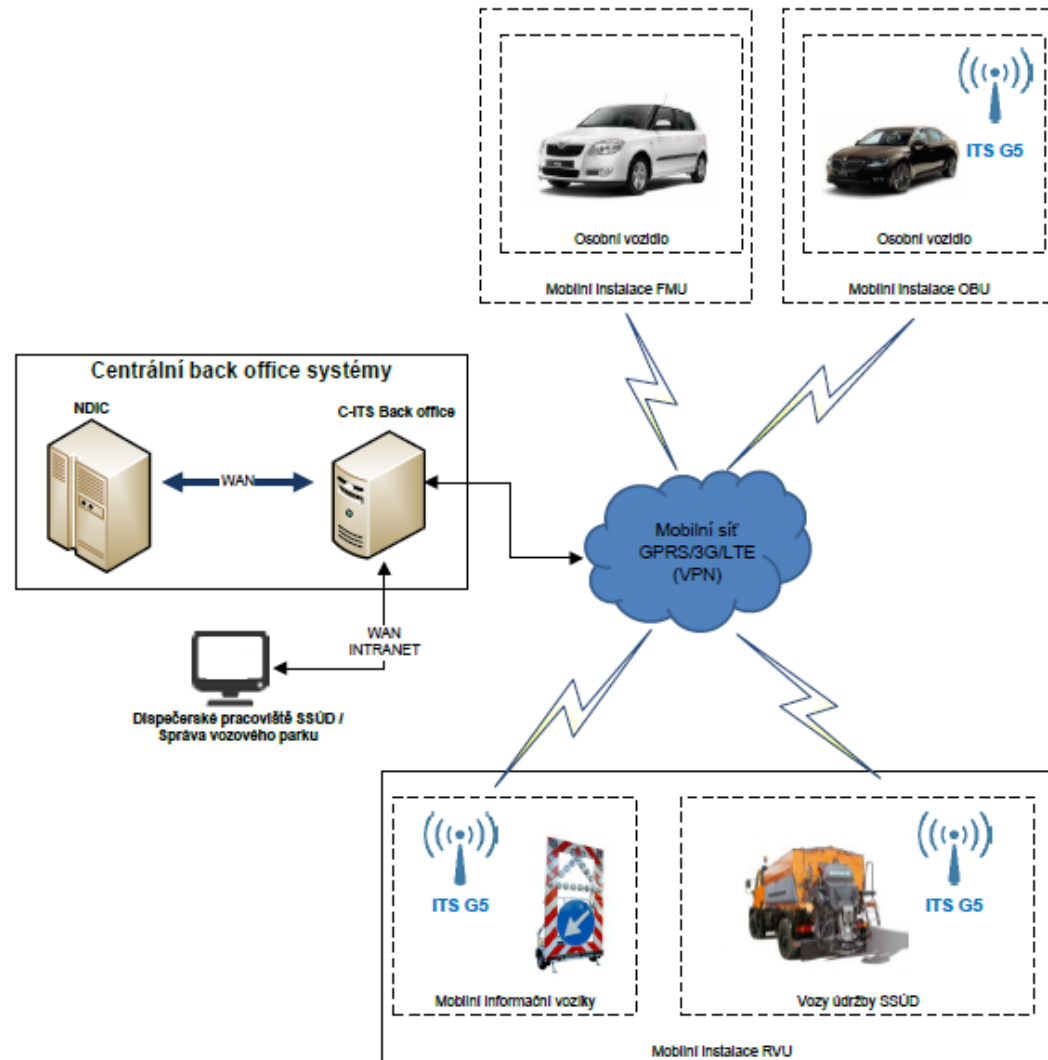 Osobní vozidlo
Mobilní instalace FMU
ITS G5
Osobní vozidlo
Mobilní instalace OBU
Centrální back office systémy
NDIC
C-ITS Back office
WAN
WAN
INTRANET
Dispečerské pracoviště SSÚD /
Správa vozového parku
Mobilní síť
GPRS/3G/LTE
(VPN)
ITS G5
Mobilní informační vozíky
ITS G5
Vozy údržby SSÚD
Mobilní instalace RVU